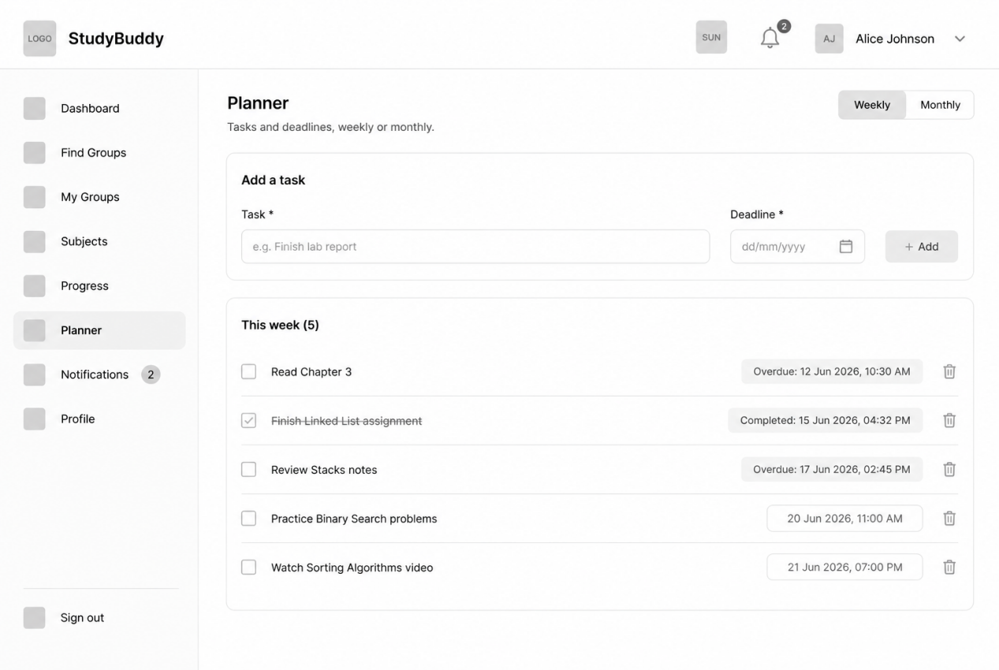 LOGO StudyBuddy
SUN
2
AJ Alice Johnson
Dashboard
Find Groups
My Groups
Subjects
Progress
Planner
Notifications 2
Profile
Sign out
Planner
Tasks and deadlines, weekly or monthly.
Weekly Monthly
Add a task
Task * Deadline *
e.g. Finish lab report dd/mm/yyyy + Add
This week (5)
Read Chapter 3 Overdue: 12 Jun 2026, 10:30 AM
Finish Linked List assignment Completed: 15 Jun 2026, 04:32 PM
Review Stacks notes Overdue: 17 Jun 2026, 02:45 PM
Practice Binary Search problems 20 Jun 2026, 11:00 AM
Watch Sorting Algorithms video 21 Jun 2026, 07:00 PM